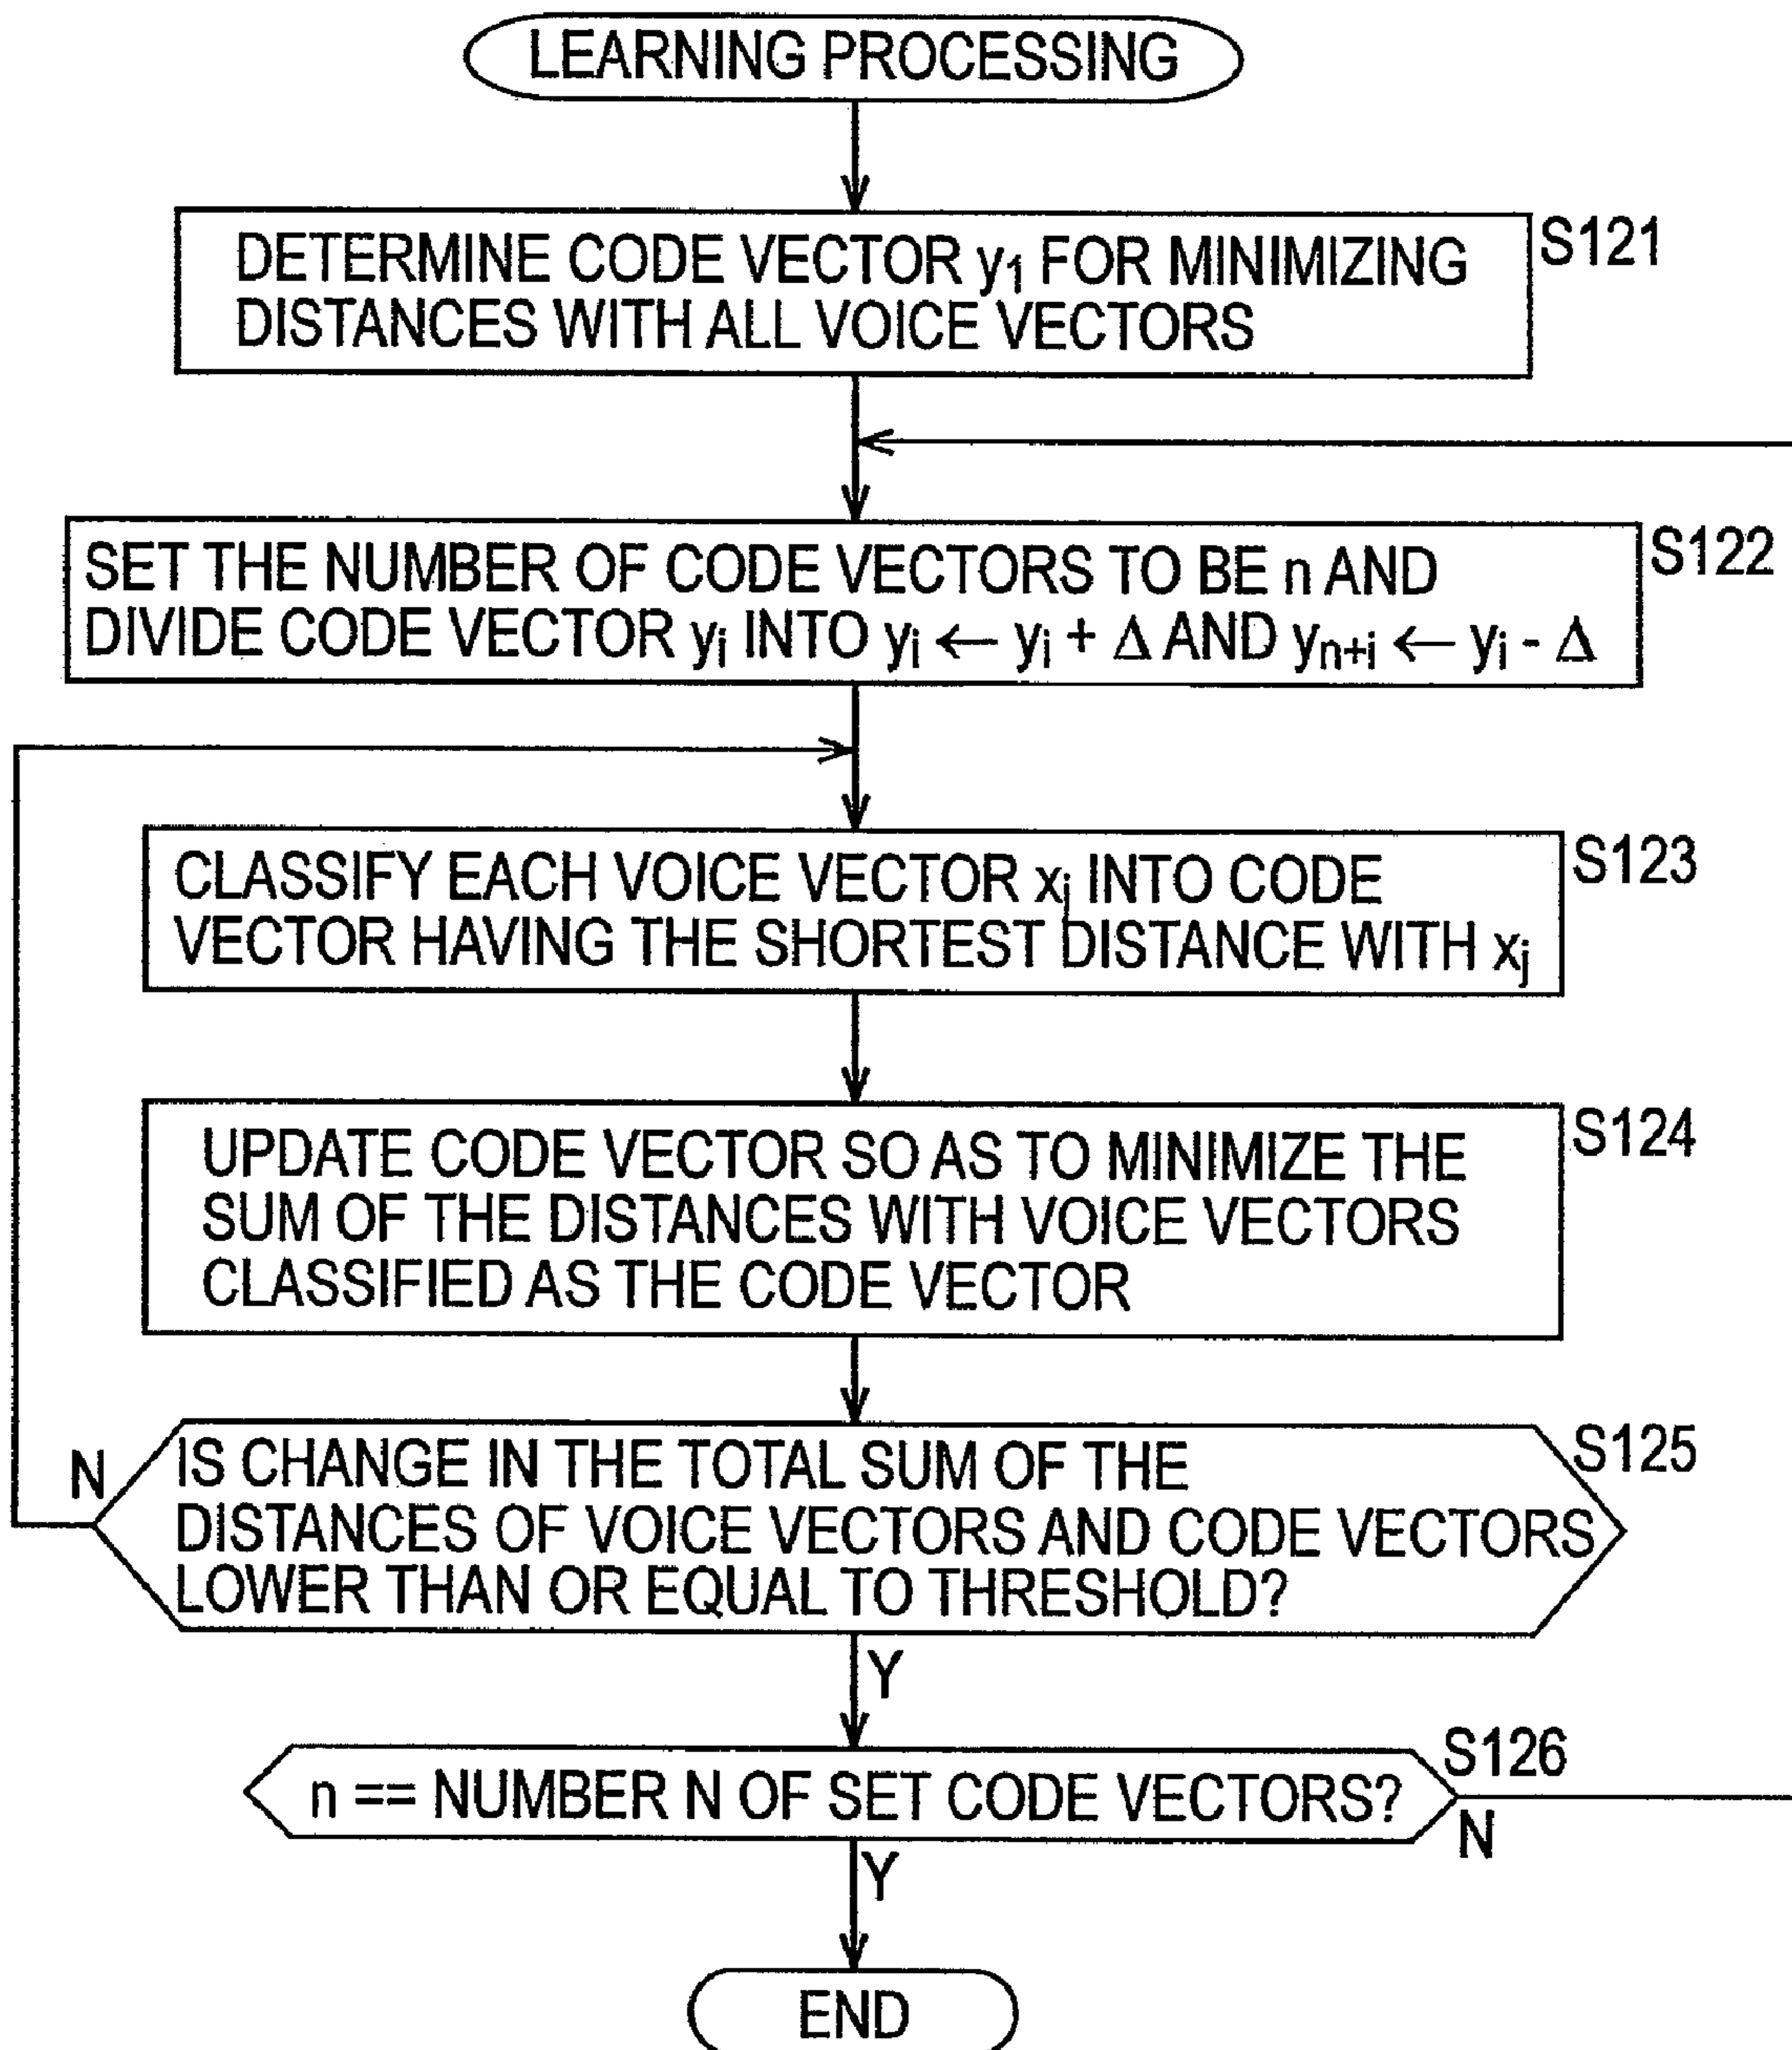 LEARNING PROCESSING
DETERMINE CODE VECTOR y₁ FOR MINIMIZING
DISTANCES WITH ALL VOICE VECTORS
S121
SET THE NUMBER OF CODE VECTORS TO BE n AND
DIVIDE CODE VECTOR yᵢ INTO yᵢ ← yᵢ + Δ AND yₙ₊ᵢ ← yᵢ - Δ
S122
CLASSIFY EACH VOICE VECTOR xⱼ INTO CODE
VECTOR HAVING THE SHORTEST DISTANCE WITH xⱼ
S123
UPDATE CODE VECTOR SO AS TO MINIMIZE THE
SUM OF THE DISTANCES WITH VOICE VECTORS
CLASSIFIED AS THE CODE VECTOR
S124
IS CHANGE IN THE TOTAL SUM OF THE
DISTANCES OF VOICE VECTORS AND CODE VECTORS
LOWER THAN OR EQUAL TO THRESHOLD?
S125
N
Y
n == NUMBER N OF SET CODE VECTORS?
S126
N
Y
END